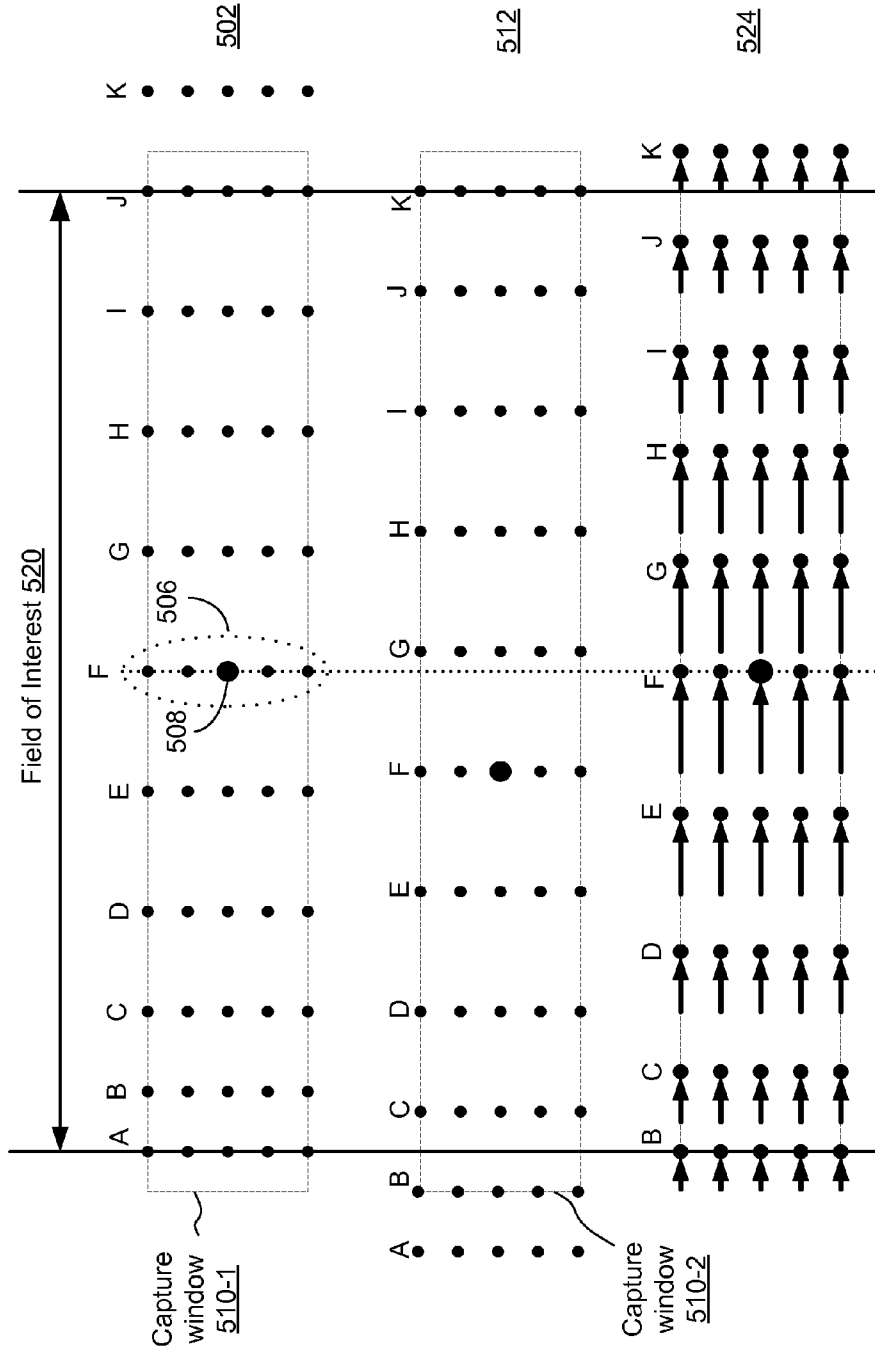 Field of Interest 520
A B C D E F G H I J K
506
508
502
Capture
window
510-1
A B C D E F G H I J K
512
Capture
window
510-2
B C D E F G H I J K
524